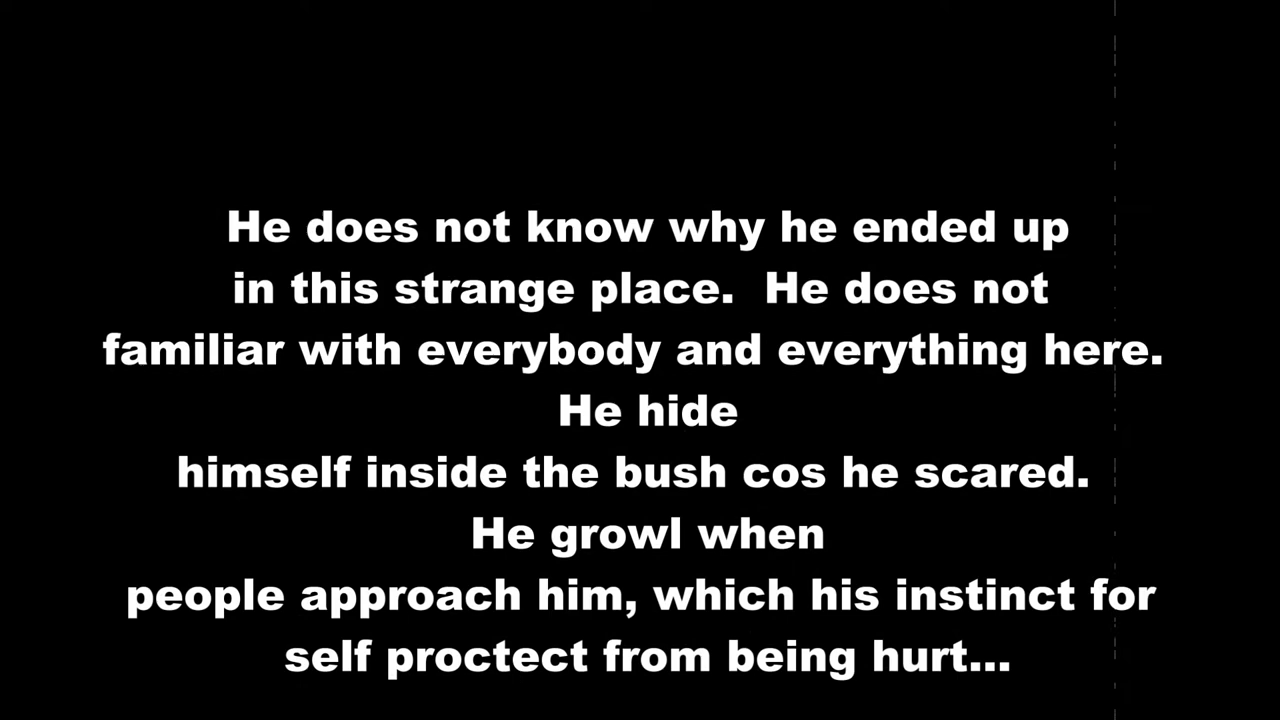 He does not know why he ended up
in this strange place.  He does not
familiar with everybody and everything here.
He hide
himself inside the bush cos he scared.
He growl when
people approach him, which his instinct for
self proctect from being hurt...